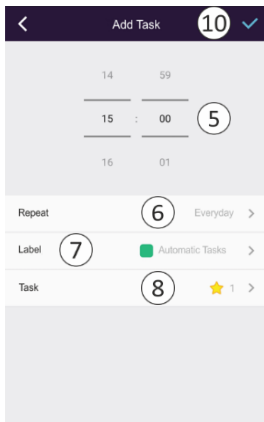 Add Task 10
14 59
15 : 00 5
16 01
Repeat 6 Everyday
Label 7 Automatic Tasks
Task 8 1